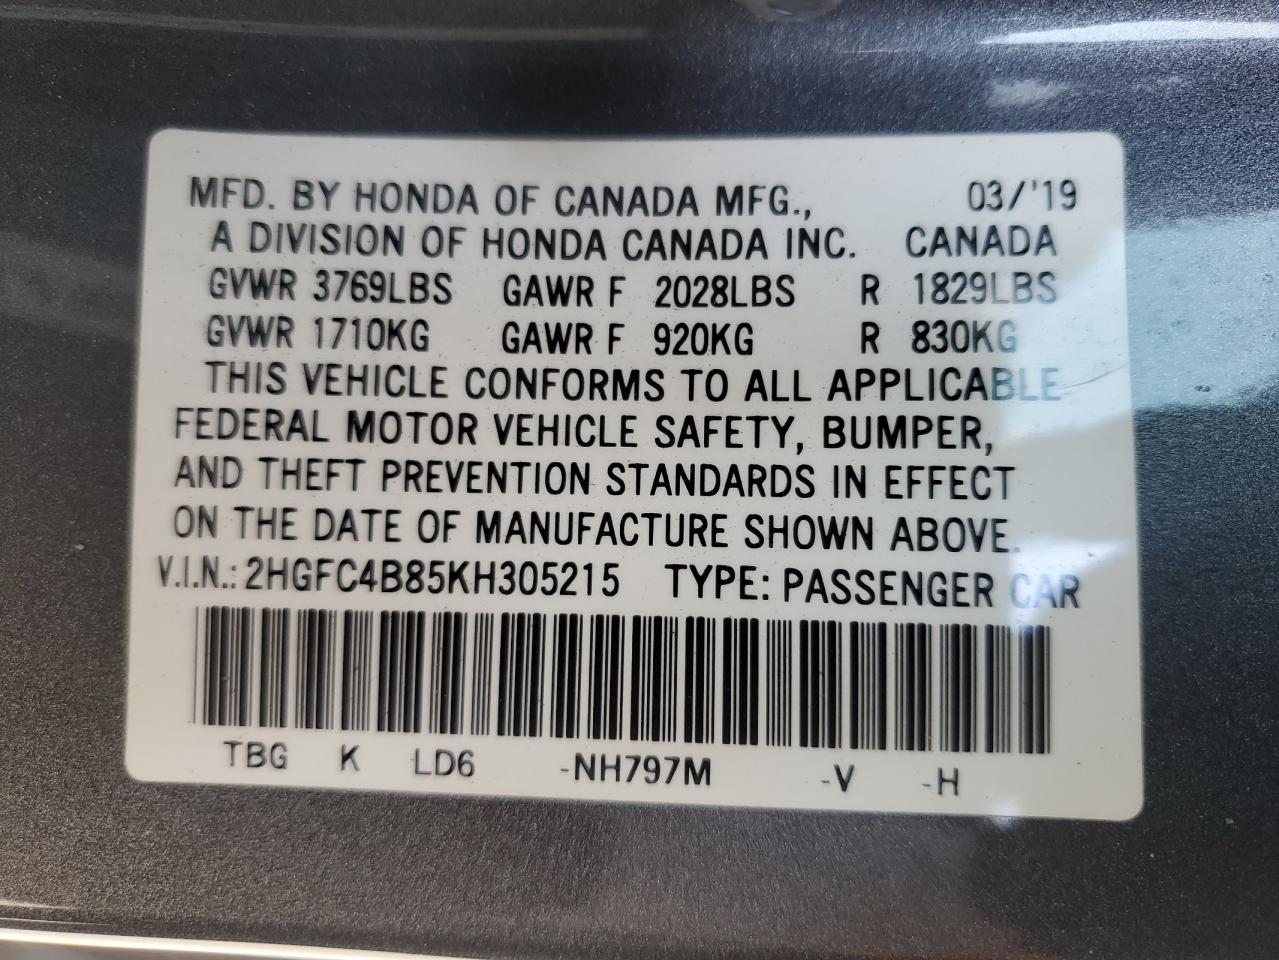 MFD. BY HONDA OF CANADA MFG., 03/'19
A DIVISION OF HONDA CANADA INC. CANADA
GVWR 3769LBS GAWR F 2028LBS R 1829LBS
GVWR 1710KG GAWR F 920KG R 830KG
THIS VEHICLE CONFORMS TO ALL APPLICABLE
FEDERAL MOTOR VEHICLE SAFETY, BUMPER,
AND THEFT PREVENTION STANDARDS IN EFFECT
ON THE DATE OF MANUFACTURE SHOWN ABOVE.
V.I.N.: 2HGFC4B85KH305215 TYPE: PASSENGER CAR
TBG K LD6 -NH797M -V -H